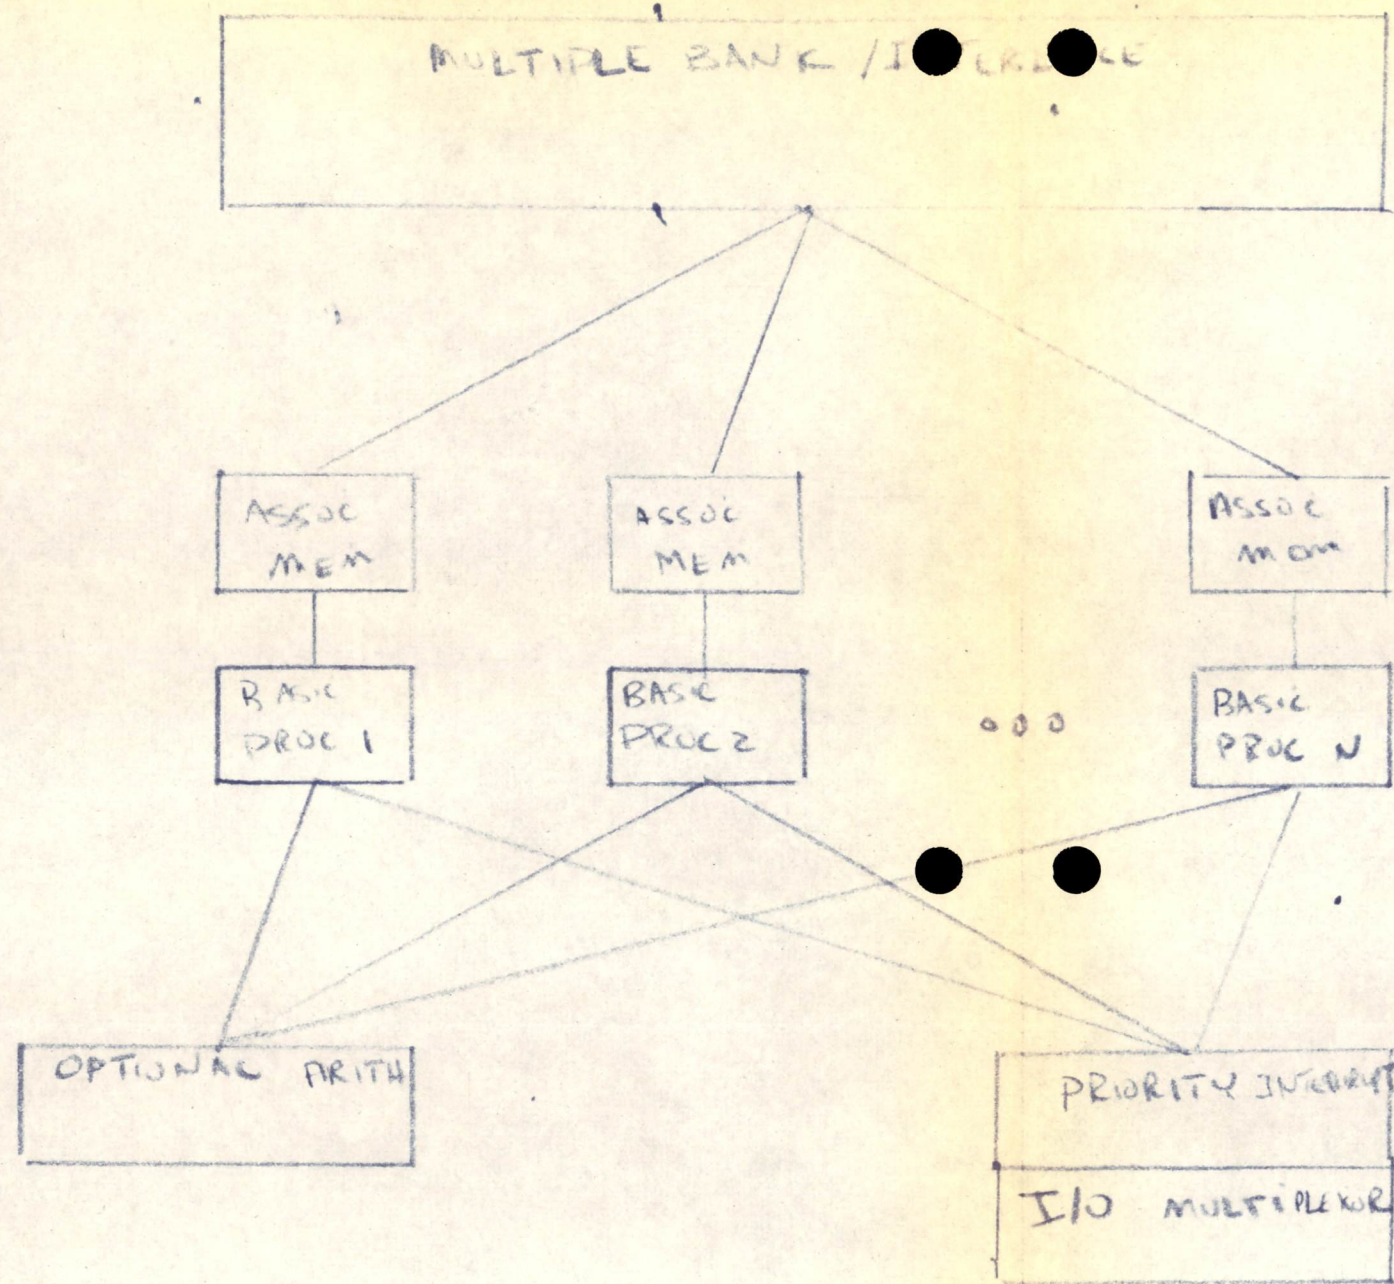 MULTIPLE BANK /INTERFACE
ASSOC
MEM
ASSOC
MEM
ASSOC
MEM
BASIC
PROC 1
BASIC
PROC 2
BASIC
PROC N
OPTIONAL ARITH
PRIORITY INTERRUPT
I/O MULTIPLEXOR